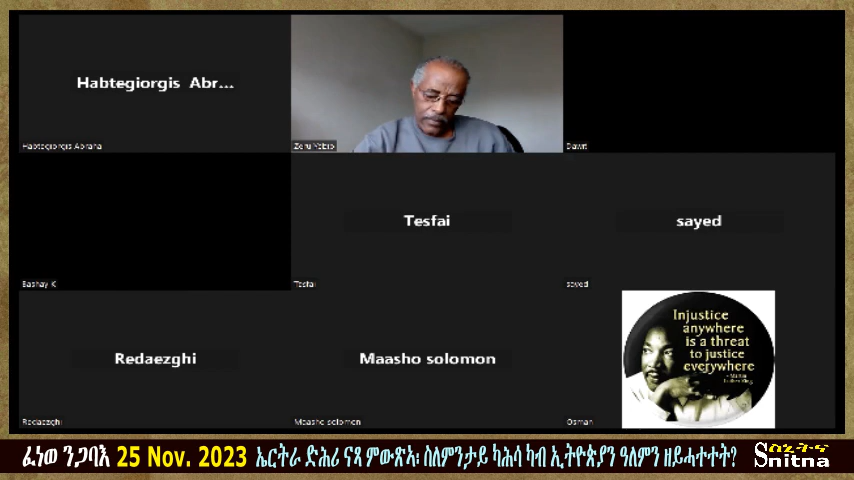 Habtegiorgis Abr...
Habtegiorgis Abraha
Zeru Yebio
Dawit
Bashay K
Tesfai
Tesfai
sayed
sayed
Redaezghi
Redaezghi
Maasho solomon
Maasho solomon
Injustice
anywhere
is a threat
to justice
everywhere
Osman
ፈነወ ንጋባእ 25 Nov. 2023 ኤርትራ ድሕሪ ናጻ ምውጽኣ፡ ስለምንታይ ካሕሳ ካብ ኢትዮጵያን ዓለምን ዘይሓተተት?
ስኒትና
Snitna